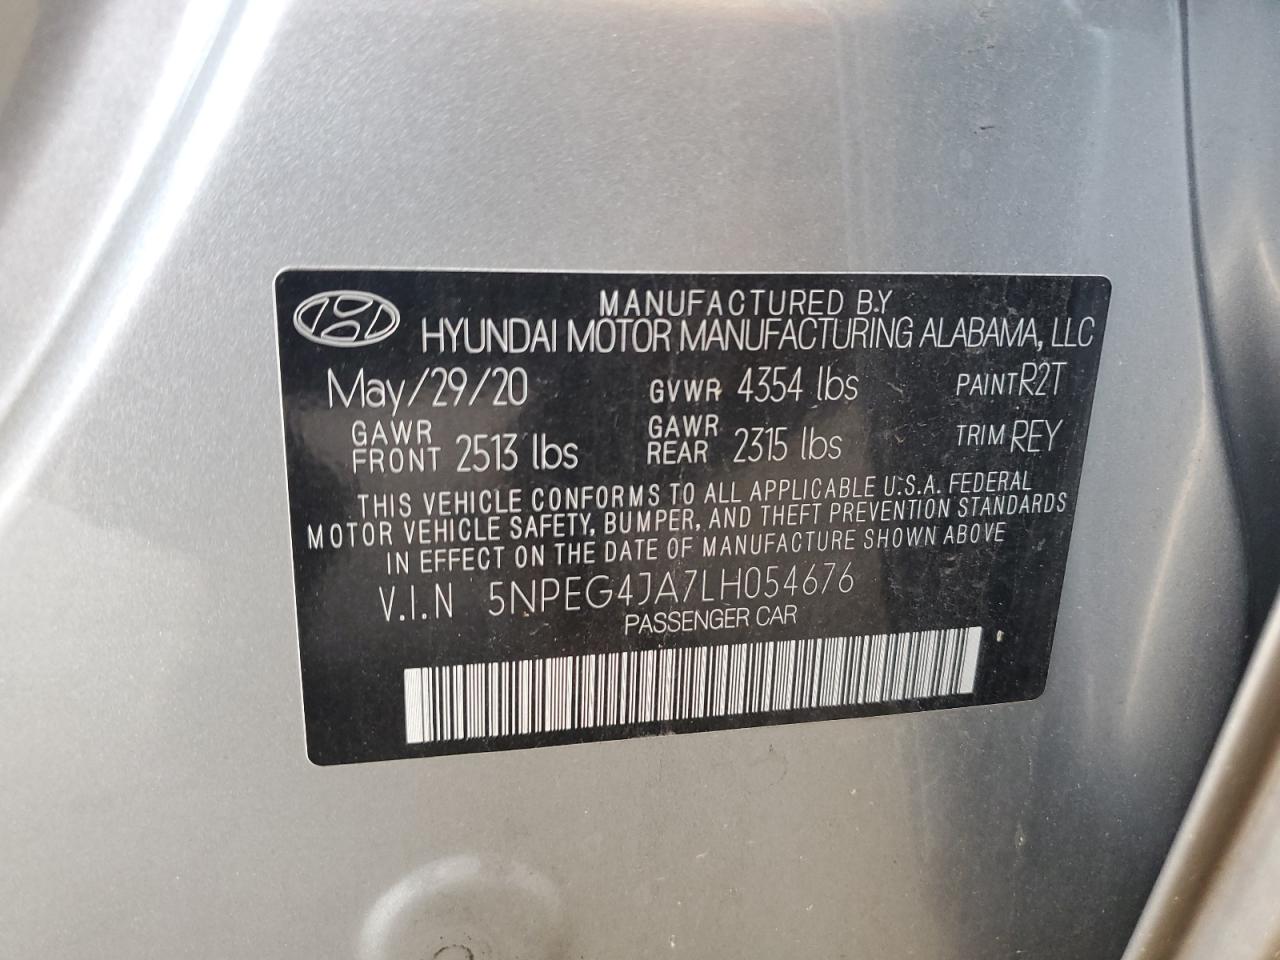 MANUFACTURED B.Y
HYUNDAI MOTOR MANUFACTURING ALABAMA, LLC
May/29/20 GVWR 4354 lbs PAINT R2T
GAWR FRONT 2513 lbs GAWR REAR 2315 lbs TRIM REY
THIS VEHICLE CONFORMS TO ALL APPLICABLE U.S.A. FEDERAL
MOTOR VEHICLE SAFETY, BUMPER, AND THEFT PREVENTION STANDARDS
IN EFFECT ON THE DATE OF MANUFACTURE SHOWN ABOVE
V.I.N 5NPEG4JA7LH054676
PASSENGER CAR